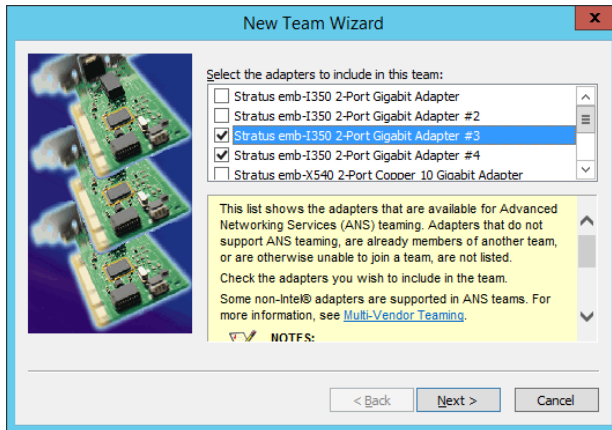 New Team Wizard
x
Select the adapters to include in this team:
Stratus emb-I350 2-Port Gigabit Adapter
Stratus emb-I350 2-Port Gigabit Adapter #2
Stratus emb-I350 2-Port Gigabit Adapter #3
Stratus emb-I350 2-Port Gigabit Adapter #4
Stratus emb-X540 2-Port Copper 10 Gigabit Adapter
This list shows the adapters that are available for Advanced
Networking Services (ANS) teaming. Adapters that do not
support ANS teaming, are already members of another team,
or are otherwise unable to join a team, are not listed.
Check the adapters you wish to include in the team.
Some non-Intel® adapters are supported in ANS teams. For
more information, see Multi-Vendor Teaming.
NOTES:
< Back
Next >
Cancel